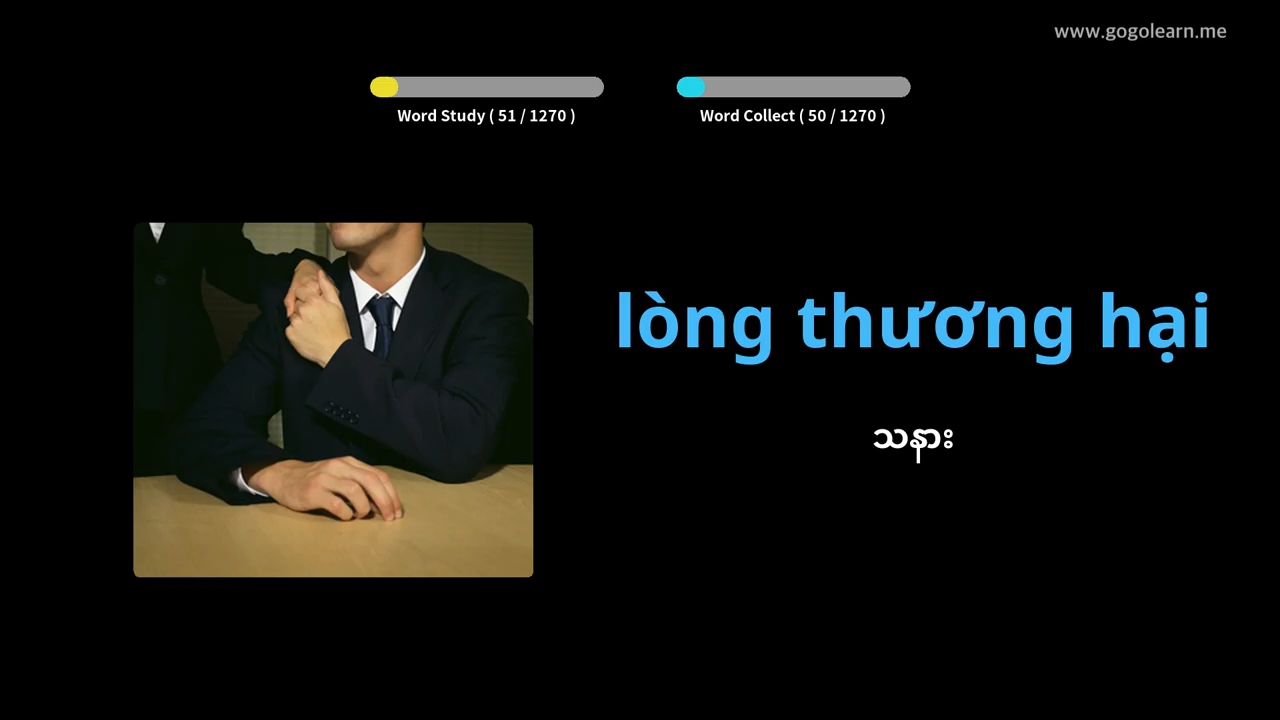 www.gogolearn.me
Word Study ( 51 / 1270 )
Word Collect ( 50 / 1270 )
lòng thương hại
သနား